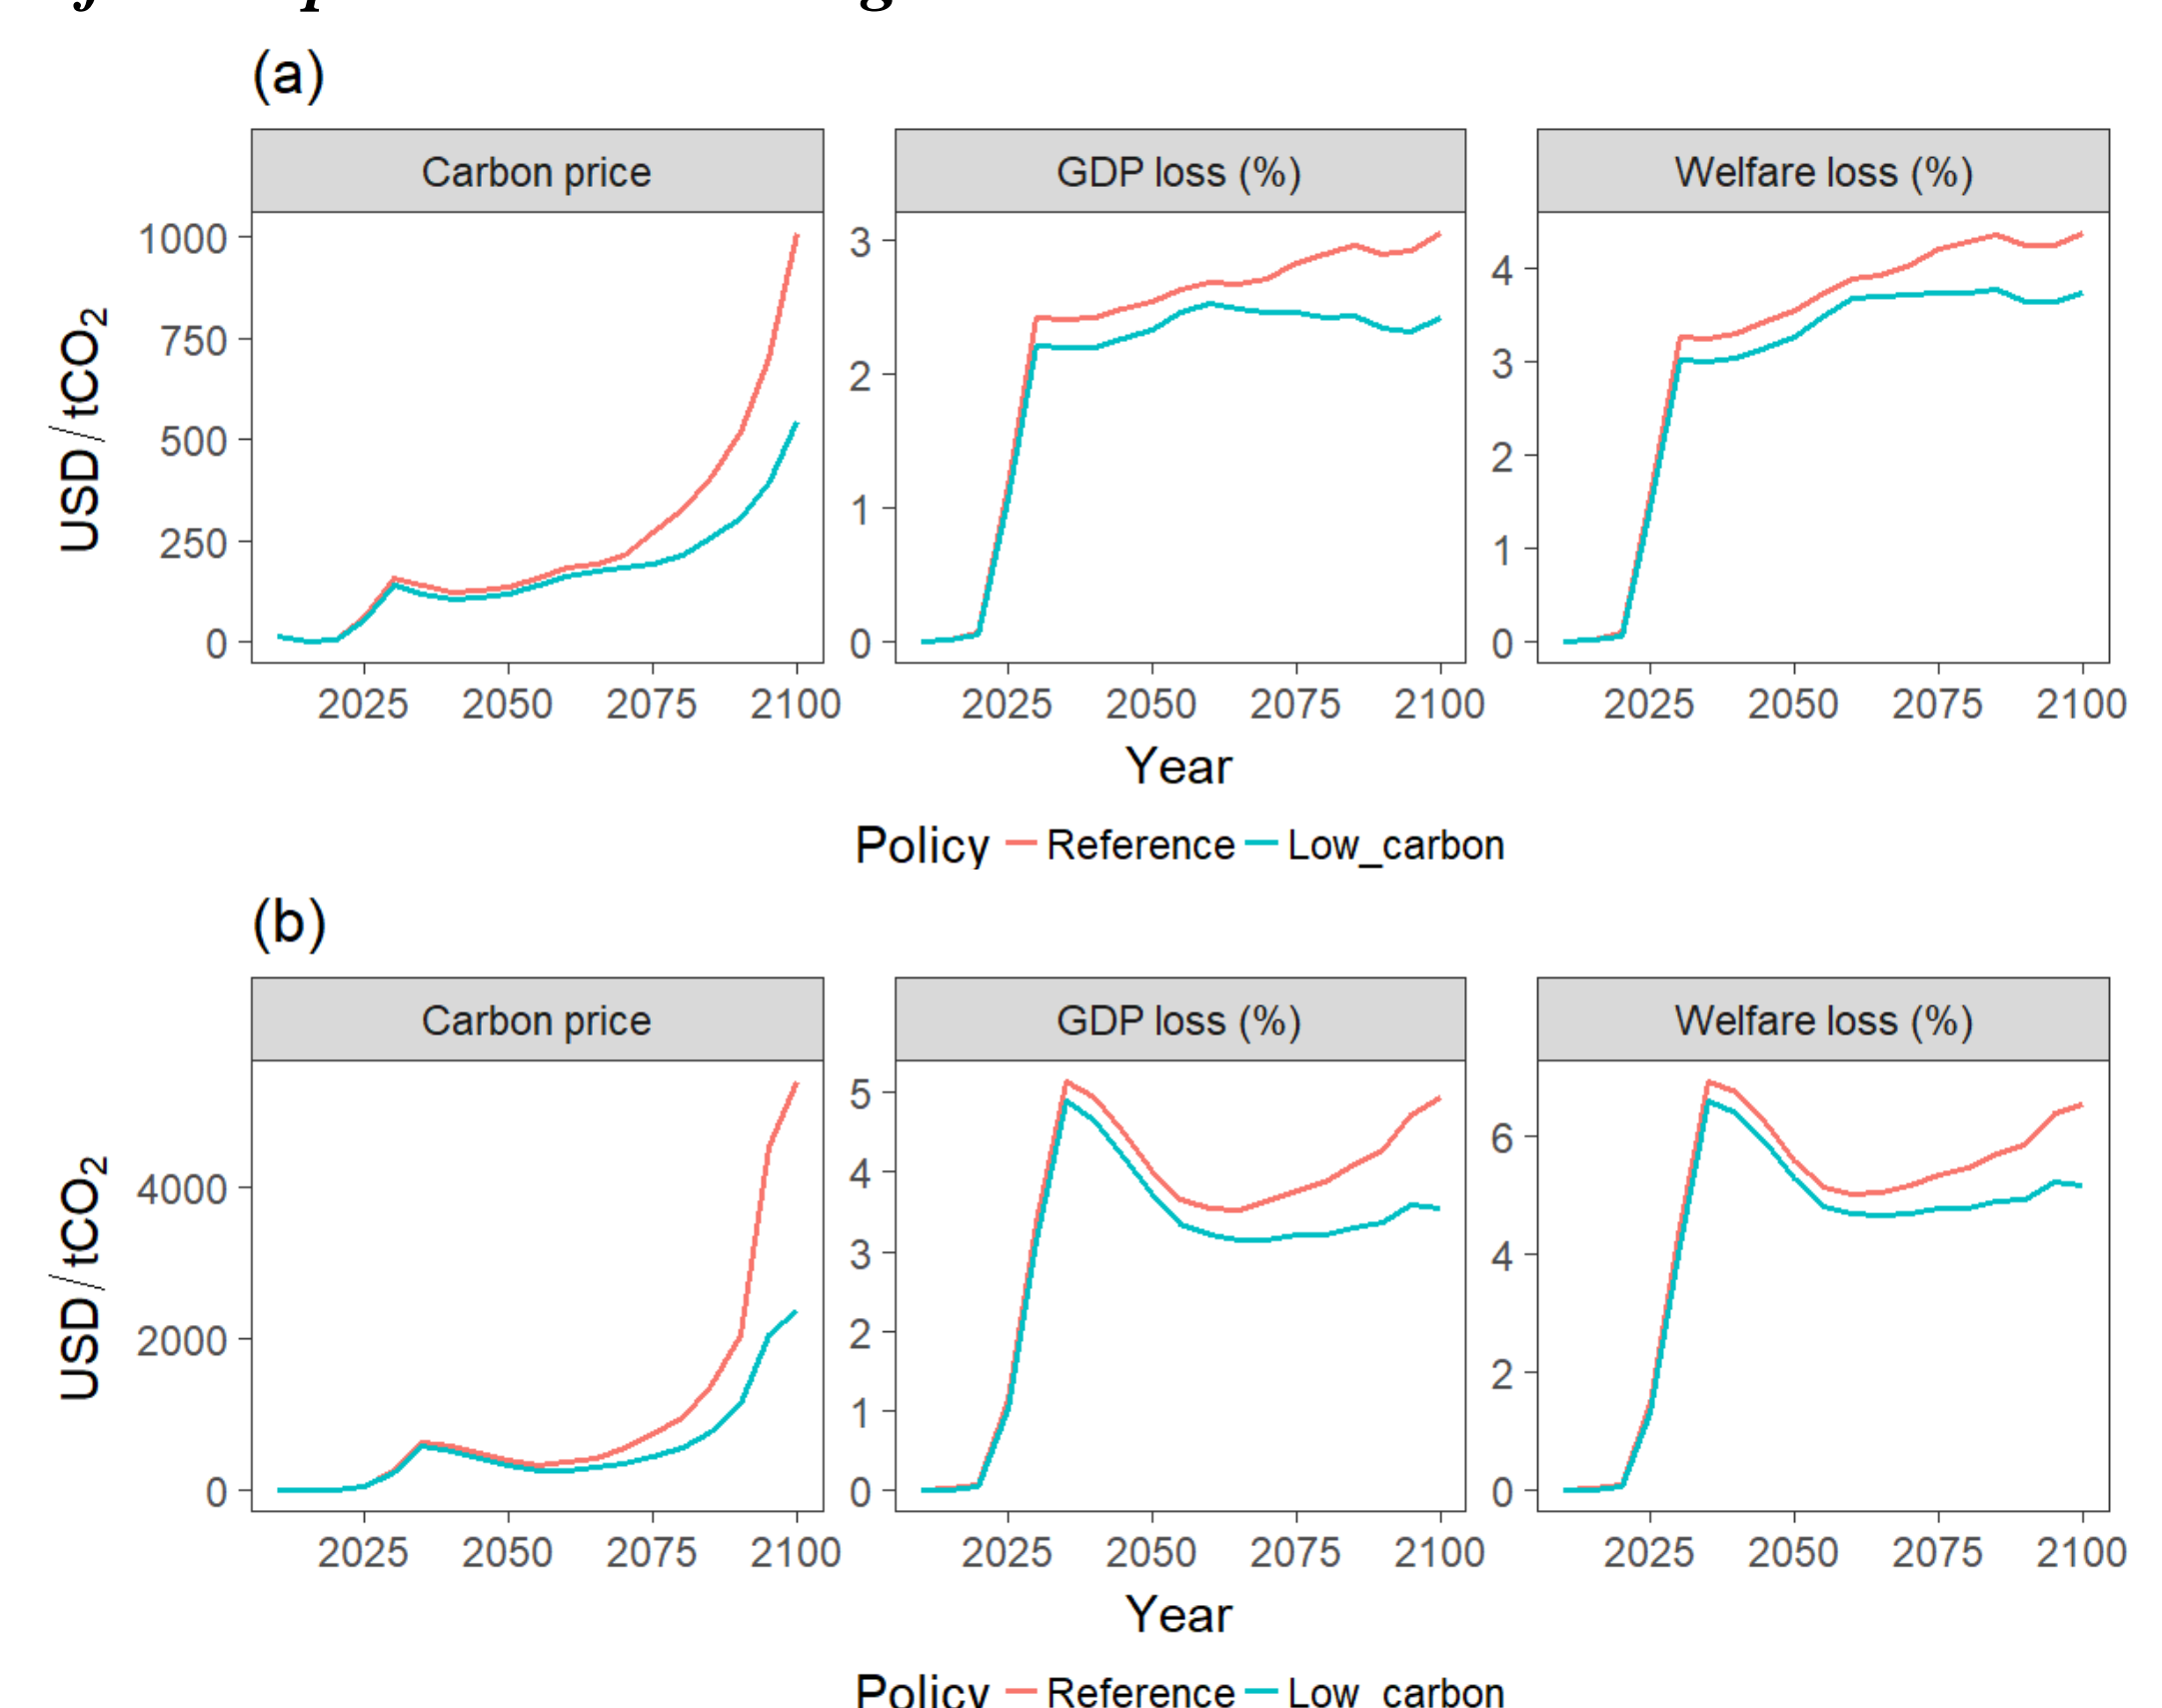 (a)
Carbon price GDP loss (%) Welfare loss (%)
USD/tCO₂
1000
750
500
250
0
3
2
1
0
4
3
2
1
0
2025 2050 2075 2100 2025 2050 2075 2100 2025 2050 2075 2100
Year
Policy Reference Low_carbon
(b)
Carbon price GDP loss (%) Welfare loss (%)
USD/tCO₂
4000
2000
0
5
4
3
2
1
0
6
4
2
0
2025 2050 2075 2100 2025 2050 2075 2100 2025 2050 2075 2100
Year
Policy Reference Low_carbon